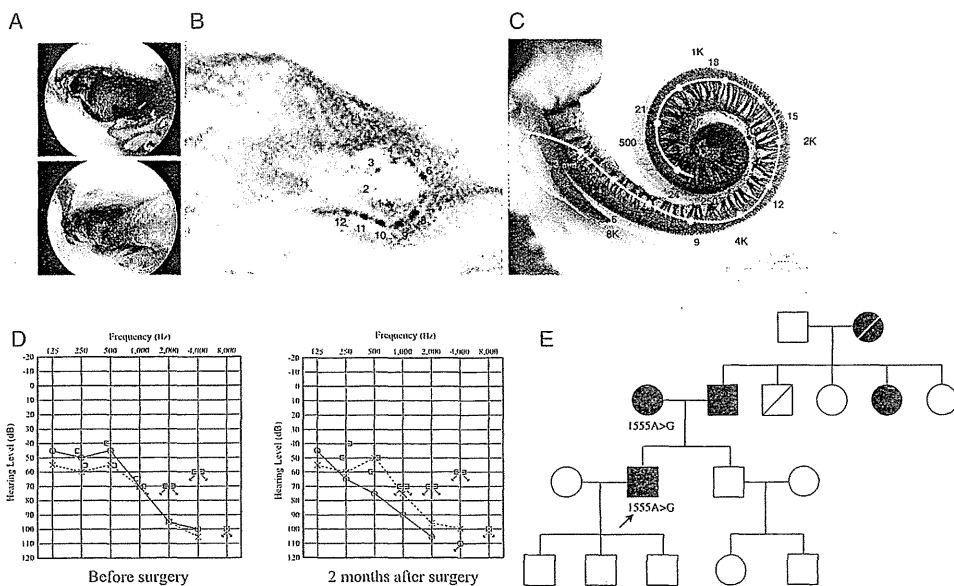 A
B
3
6
2
12
11
10
C
1K
18
21
15
500
2K
12
6
8K
9
4K
D
Frequency (Hz)
125 250 500 1,000 2,000 4,000 8,000
-20
-10
0
10
20
30
40
50
60
70
80
90
100
110
120
Hearing Level (dB)
Before surgery
Frequency (Hz)
125 250 500 1,000 2,000 4,000 8,000
-20
-10
0
10
20
30
40
50
60
70
80
90
100
110
120
Hearing Level (dB)
2 months after surgery
E
1555A>G
1555A>G